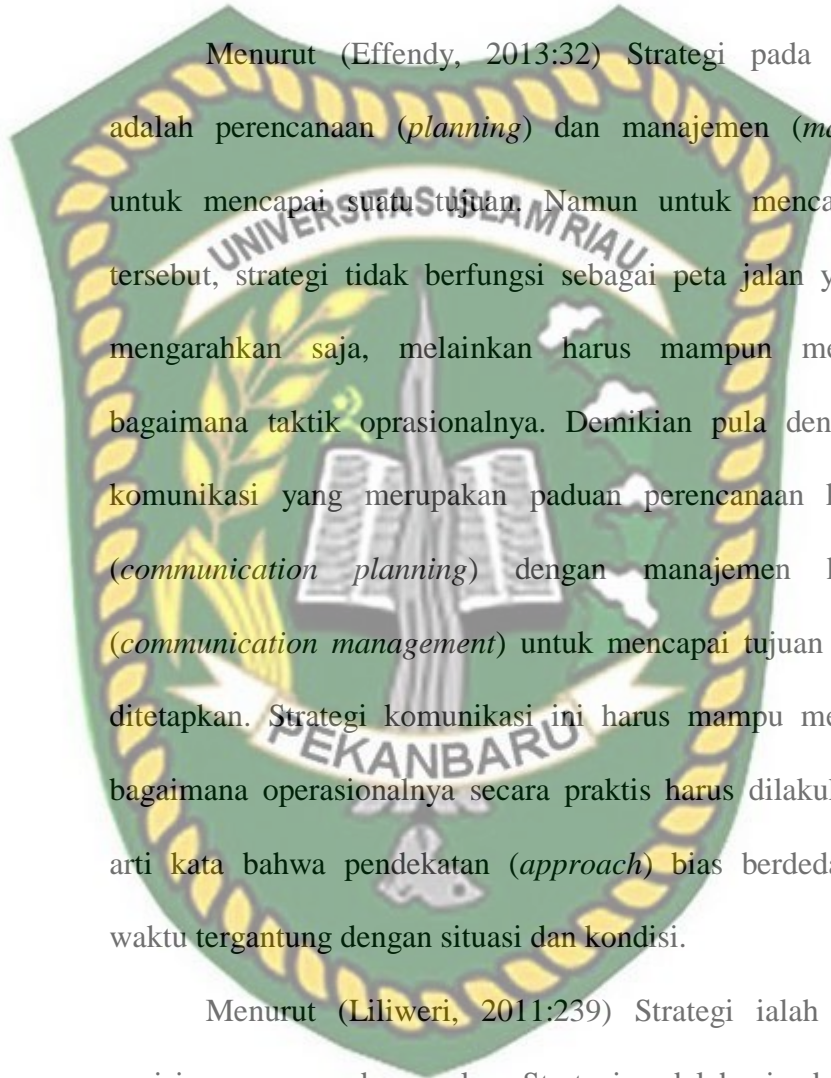 Menurut (Effendy, 2013:32) Strategi pada
adalah perencanaan (planning) dan manajemen (ma
untuk mencapai suatu tujuan. Namun untuk menca
UNIVERSITAS ISLAM RIAU
tersebut, strategi tidak berfungsi sebagai peta jalan y
mengarahkan saja, melainkan harus mampun me
bagaimana taktik oprasionalnya. Demikian pula den
komunikasi yang merupakan paduan perencanaan
(communication planning) dengan manajemen
(communication management) untuk mencapai tujuan
ditetapkan. Strategi komunikasi ini harus mampu me
PEKANBARU
bagaimana operasionalnya secara praktis harus dilaku
arti kata bahwa pendekatan (approach) bias berdeda
waktu tergantung dengan situasi dan kondisi.
Menurut (Liliweri, 2011:239) Strategi ialah